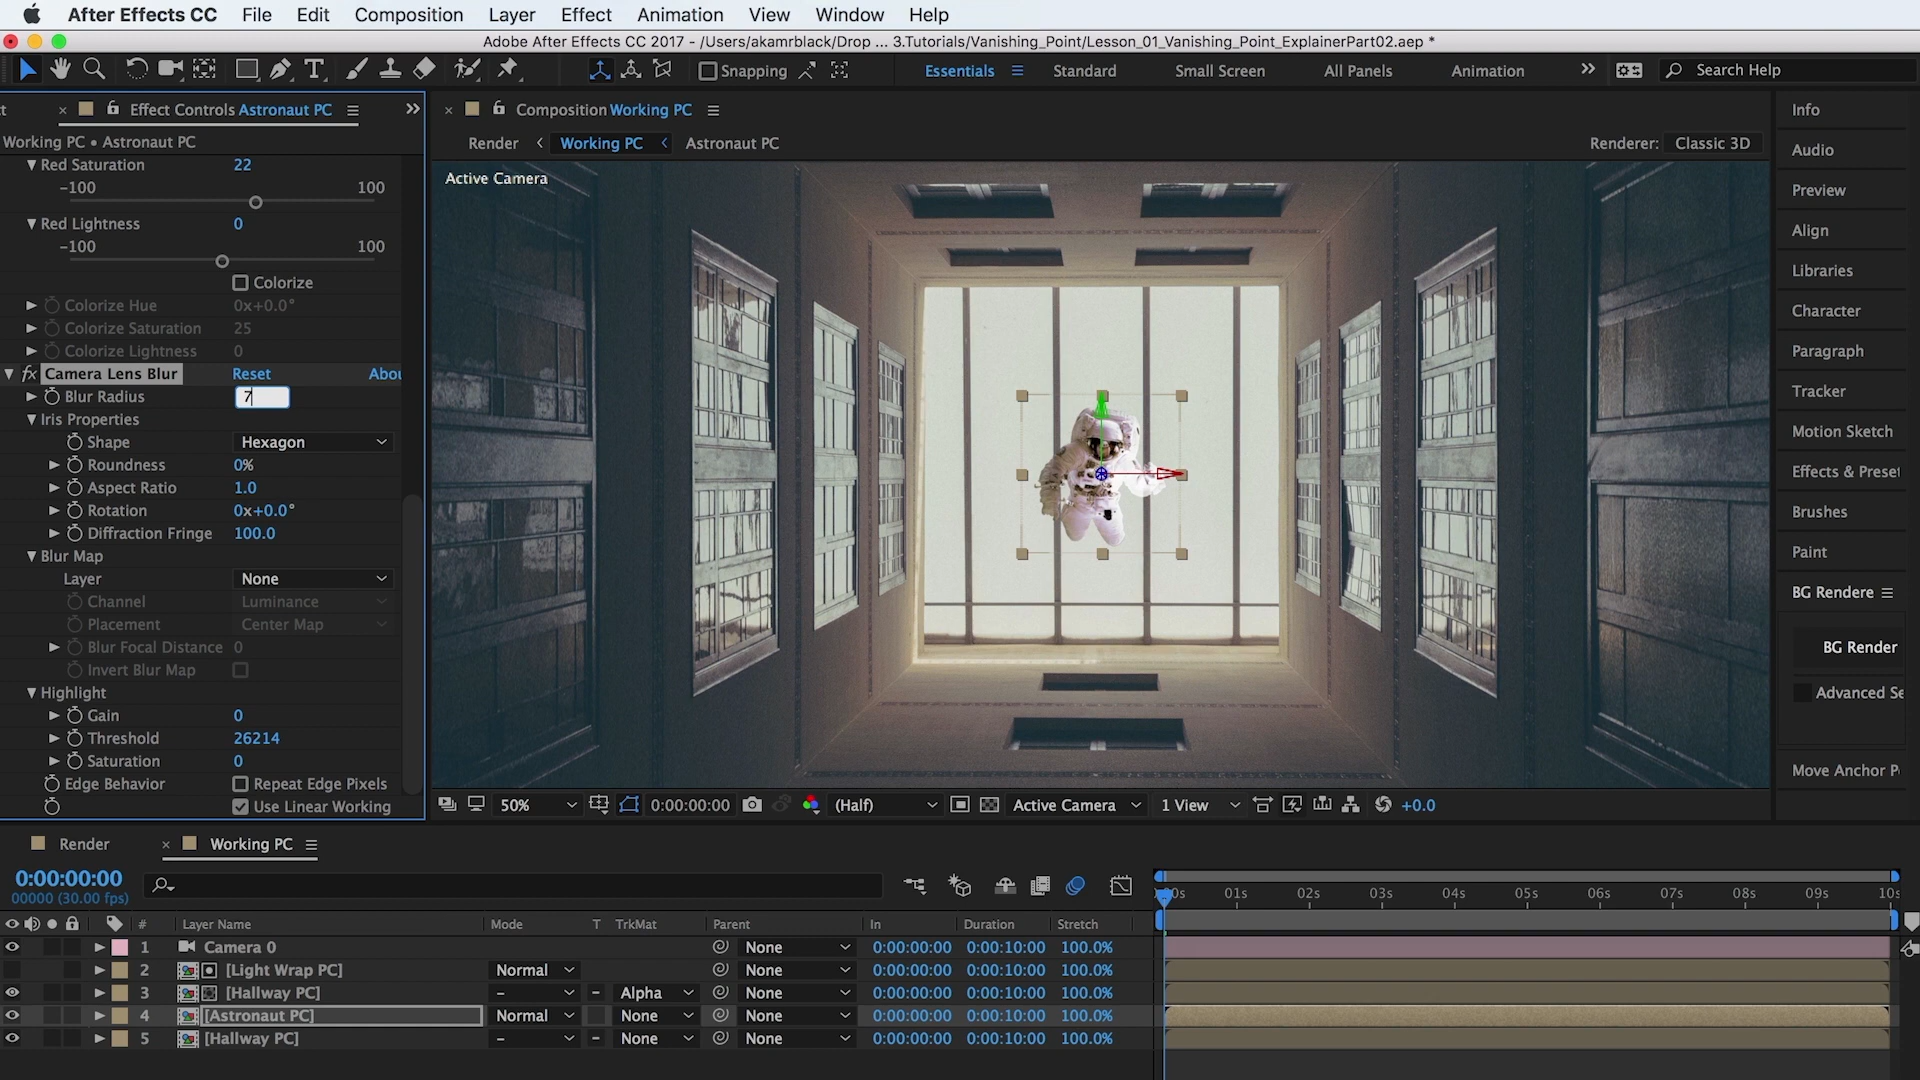 After Effects CC File Edit Composition Layer Effect Animation View Window Help
Adobe After Effects CC 2017 - /Users/akamrblack/Drop ... 3.Tutorials/Vanishing_Point/Lesson_01_Vanishing_Point_ExplainerPart02.aep *
Snapping Essentials Standard Small Screen All Panels Animation Search Help
Effect Controls Astronaut PC
Working PC • Astronaut PC
Red Saturation 22
-100 100
Red Lightness 0
-100 100
Colorize
Colorize Hue 0x+0.0°
Colorize Saturation 25
Colorize Lightness 0
fx Camera Lens Blur Reset Abou
Blur Radius 7
Iris Properties
Shape Hexagon
Roundness 0%
Aspect Ratio 1.0
Rotation 0x+0.0°
Diffraction Fringe 100.0
Blur Map
Layer None
Channel Luminance
Placement Center Map
Blur Focal Distance 0
Invert Blur Map
Highlight
Gain 0
Threshold 26214
Saturation 0
Edge Behavior Repeat Edge Pixels
Use Linear Working
Composition Working PC
Render Working PC Astronaut PC
Renderer: Classic 3D
Active Camera
50% 0:00:00:00 (Half) Active Camera 1 View +0.0
Info
Audio
Preview
Align
Libraries
Character
Paragraph
Tracker
Motion Sketch
Effects & Preset
Brushes
Paint
BG Rendere
BG Render
Advanced Se
Move Anchor P
Render Working PC
0:00:00:00
00000 (30.00 fps)
01s 02s 03s 04s 05s 06s 07s 08s 09s 10s
# Layer Name Mode T TrkMat Parent In Duration Stretch
1 Camera 0 None 0:00:00:00 0:00:10:00 100.0%
2 [Light Wrap PC] Normal None 0:00:00:00 0:00:10:00 100.0%
3 [Hallway PC] - - Alpha None 0:00:00:00 0:00:10:00 100.0%
4 [Astronaut PC] Normal None None 0:00:00:00 0:00:10:00 100.0%
5 [Hallway PC] - - None None 0:00:00:00 0:00:10:00 100.0%